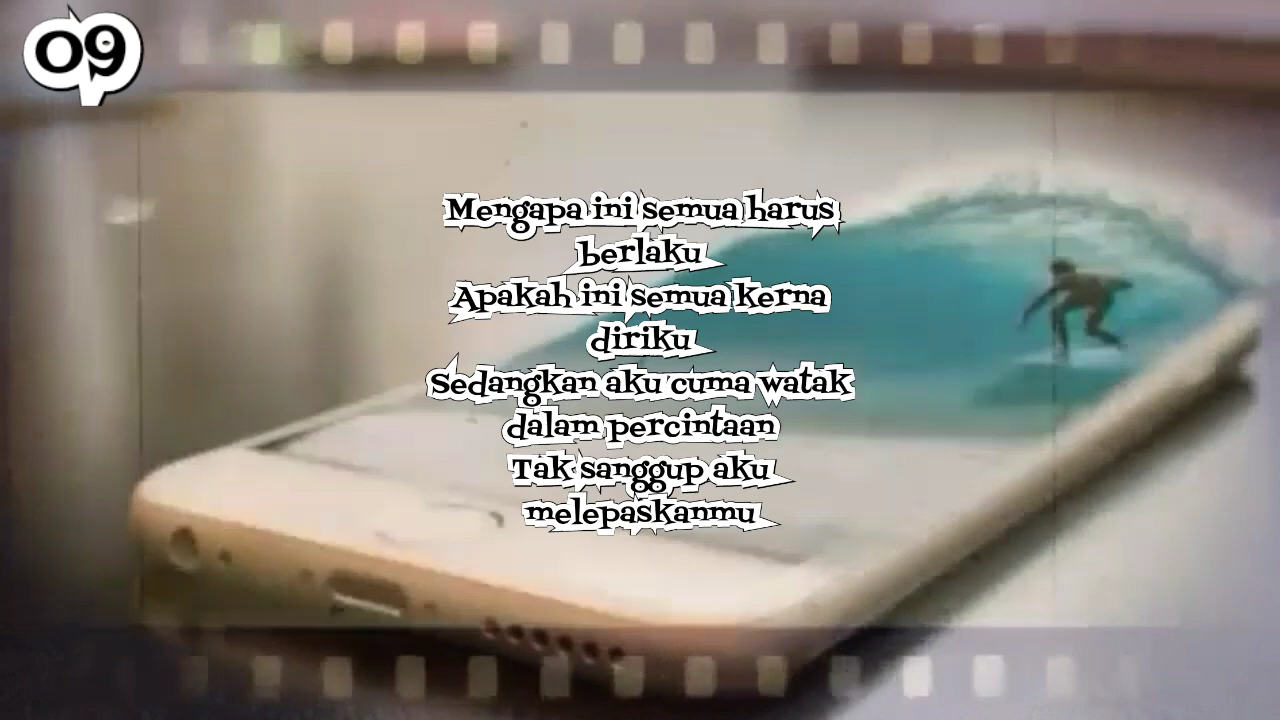 09
Mengapa ini semua harus
berlaku
Apakah ini semua kerna
diriku
Sedangkan aku cuma watak
dalam percintaan
Tak sanggup aku
melepaskanmu